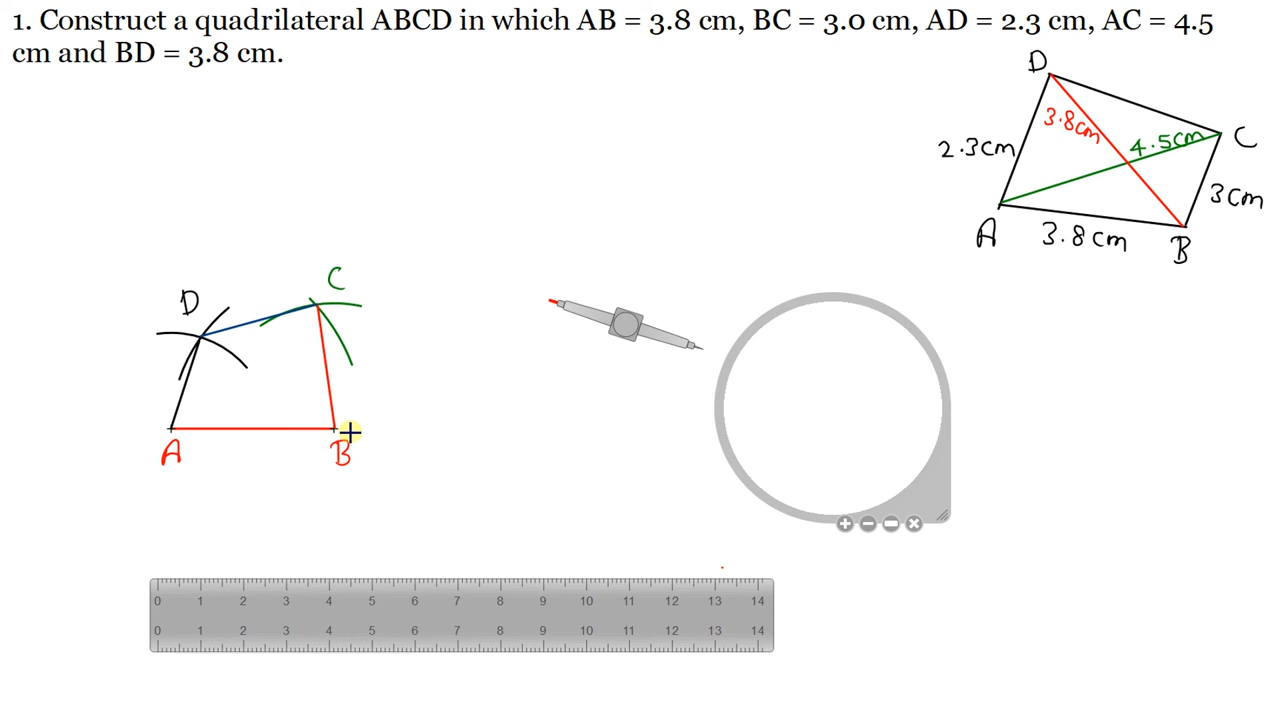 1. Construct a quadrilateral ABCD in which AB = 3.8 cm, BC = 3.0 cm, AD = 2.3 cm, AC = 4.5
cm and BD = 3.8 cm.
D
3.8cm
4.5cm
C
2.3cm
3cm
A
3.8cm
B
C
D
A
B
0 1 2 3 4 5 6 7 8 9 10 11 12 13 14
0 1 2 3 4 5 6 7 8 9 10 11 12 13 14